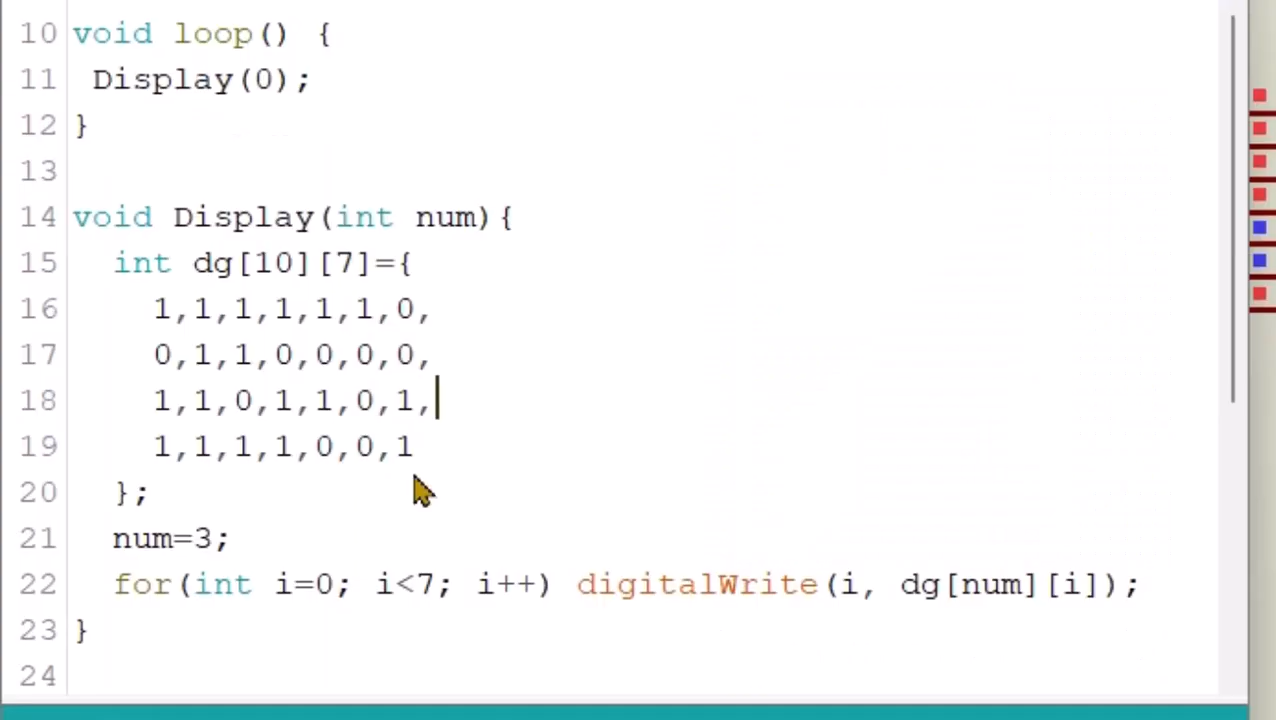 10 void loop() {
11  Display(0);
12 }
13
14 void Display(int num){
15   int dg[10][7]={
16     1,1,1,1,1,1,0,
17     0,1,1,0,0,0,0,
18     1,1,0,1,1,0,1,
19     1,1,1,1,0,0,1
20   };
21   num=3;
22   for(int i=0; i<7; i++) digitalWrite(i, dg[num][i]);
23 }
24